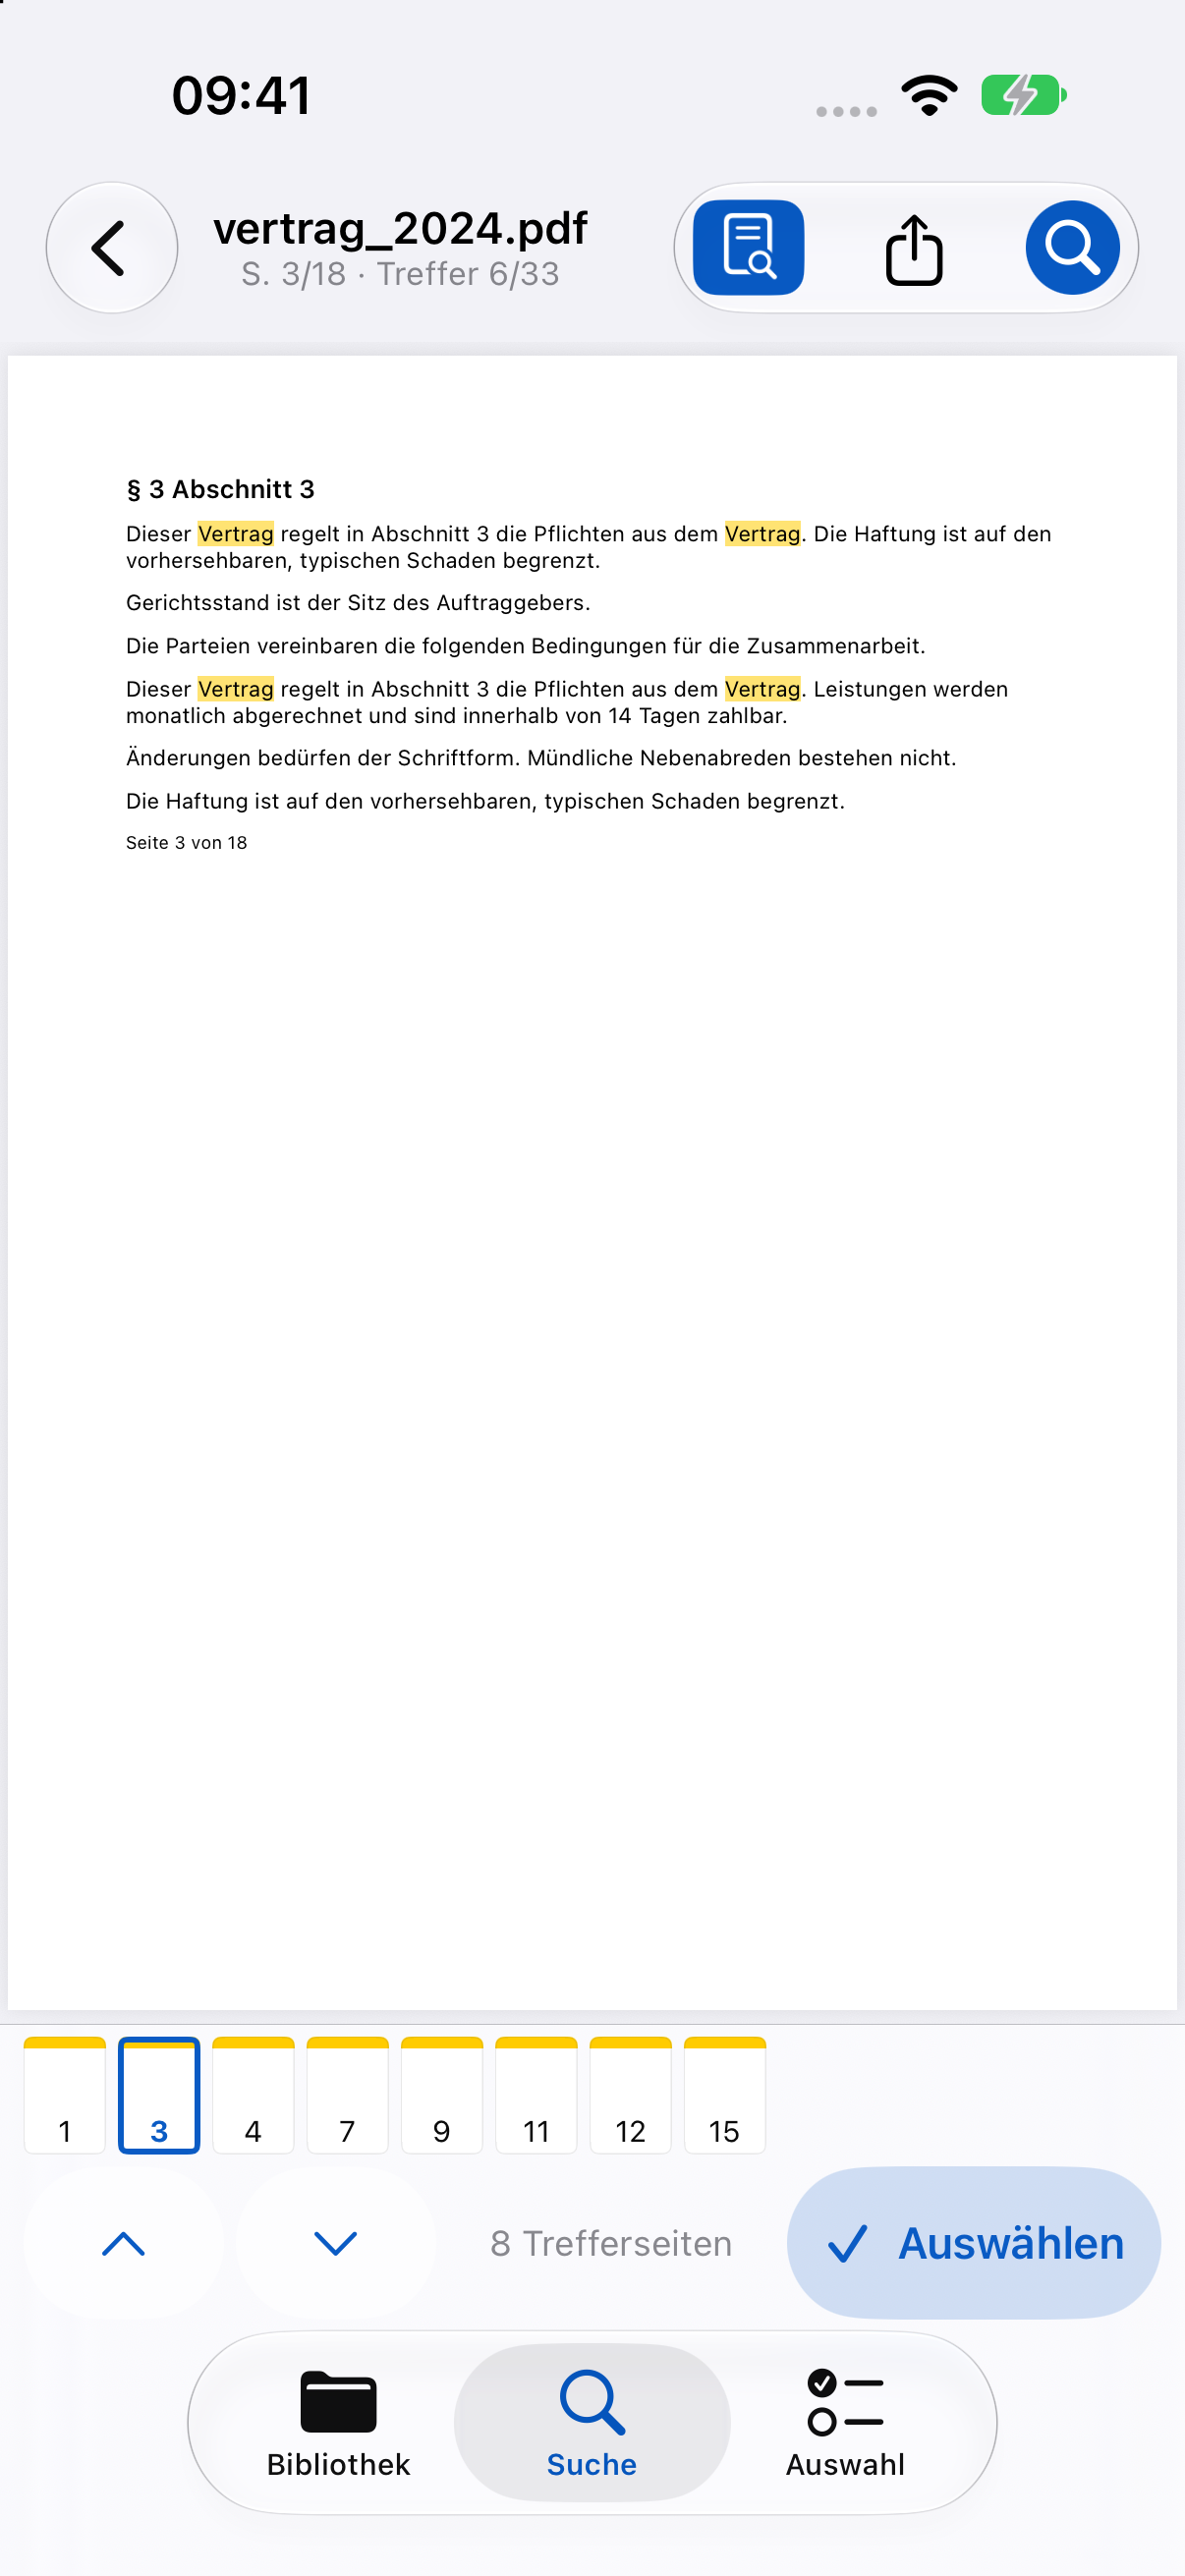 09:41
vertrag_2024.pdf
S. 3/18 · Treffer 6/33
§ 3 Abschnitt 3
Dieser Vertrag regelt in Abschnitt 3 die Pflichten aus dem Vertrag. Die Haftung ist auf den
vorhersehbaren, typischen Schaden begrenzt.
Gerichtsstand ist der Sitz des Auftraggebers.
Die Parteien vereinbaren die folgenden Bedingungen für die Zusammenarbeit.
Dieser Vertrag regelt in Abschnitt 3 die Pflichten aus dem Vertrag. Leistungen werden
monatlich abgerechnet und sind innerhalb von 14 Tagen zahlbar.
Änderungen bedürfen der Schriftform. Mündliche Nebenabreden bestehen nicht.
Die Haftung ist auf den vorhersehbaren, typischen Schaden begrenzt.
Seite 3 von 18
1 3 4 7 9 11 12 15
8 Trefferseiten Auswählen
Bibliothek Suche Auswahl